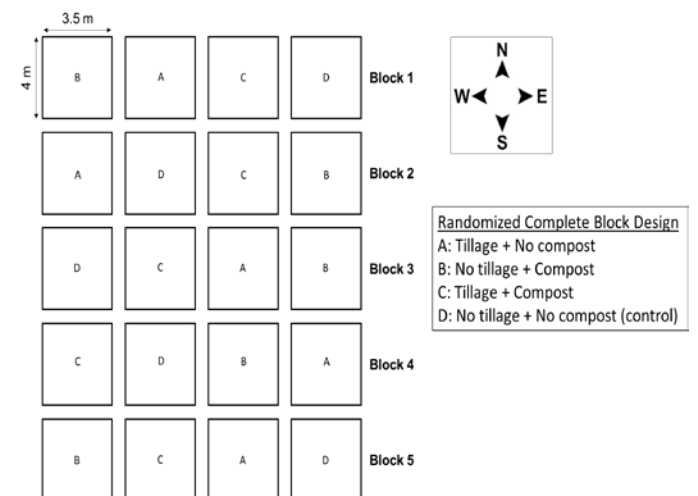 3.5 m
4 m
B A C D Block 1
A D C B Block 2
D C A B Block 3
C D B A Block 4
B C A D Block 5
N
W E
S
Randomized Complete Block Design
A: Tillage + No compost
B: No tillage + Compost
C: Tillage + Compost
D: No tillage + No compost (control)